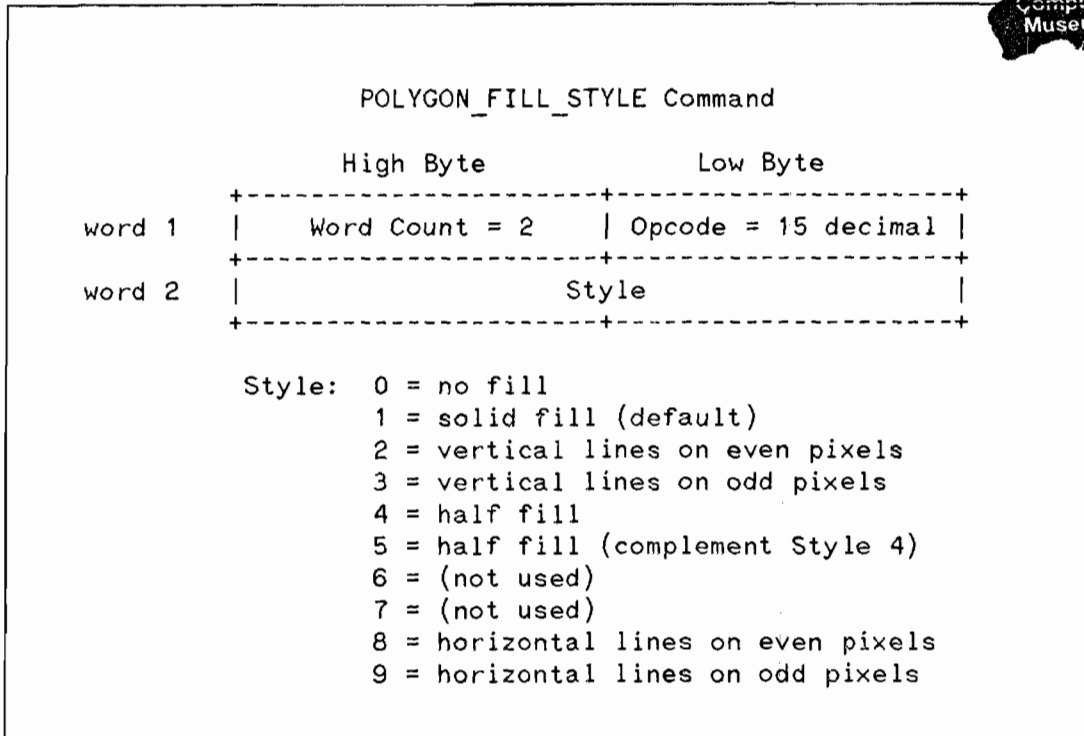 Museu
POLYGON_FILL_STYLE Command
High Byte Low Byte
+-----------------------+---------------------+
word 1 | Word Count = 2 | Opcode = 15 decimal |
+-----------------------+---------------------+
word 2 | Style |
+-----------------------+---------------------+
Style: 0 = no fill
1 = solid fill (default)
2 = vertical lines on even pixels
3 = vertical lines on odd pixels
4 = half fill
5 = half fill (complement Style 4)
6 = (not used)
7 = (not used)
8 = horizontal lines on even pixels
9 = horizontal lines on odd pixels